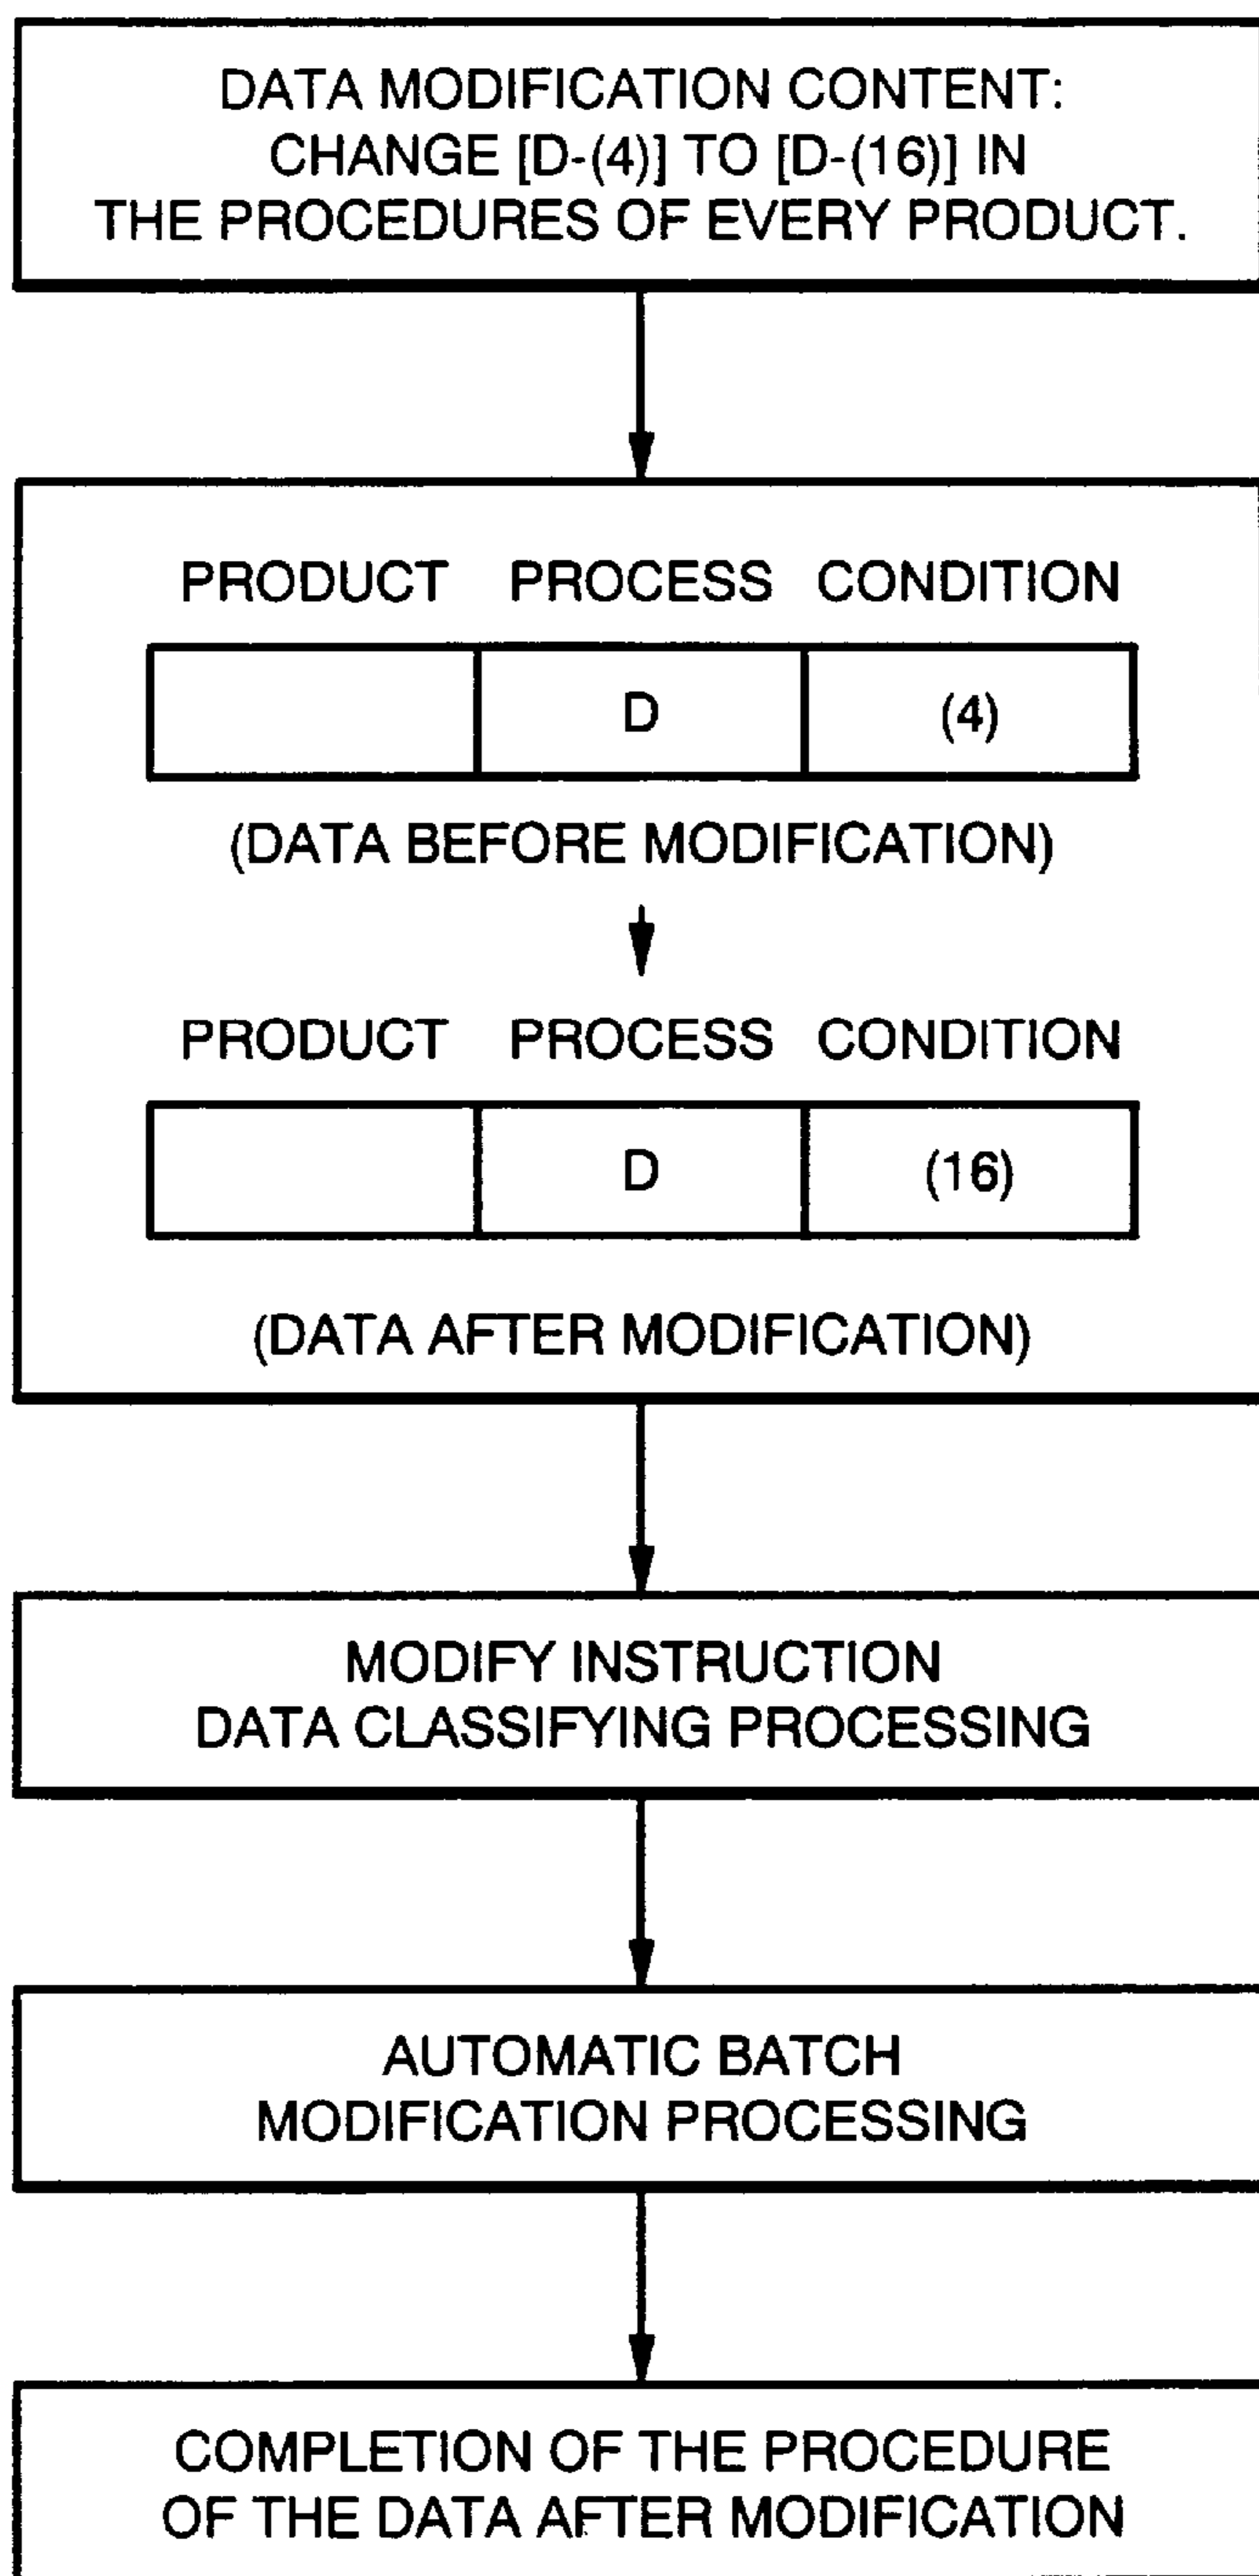 DATA MODIFICATION CONTENT:
CHANGE [D-(4)] TO [D-(16)] IN
THE PROCEDURES OF EVERY PRODUCT.
PRODUCT PROCESS CONDITION
D (4)
(DATA BEFORE MODIFICATION)
PRODUCT PROCESS CONDITION
D (16)
(DATA AFTER MODIFICATION)
MODIFY INSTRUCTION
DATA CLASSIFYING PROCESSING
AUTOMATIC BATCH
MODIFICATION PROCESSING
COMPLETION OF THE PROCEDURE
OF THE DATA AFTER MODIFICATION